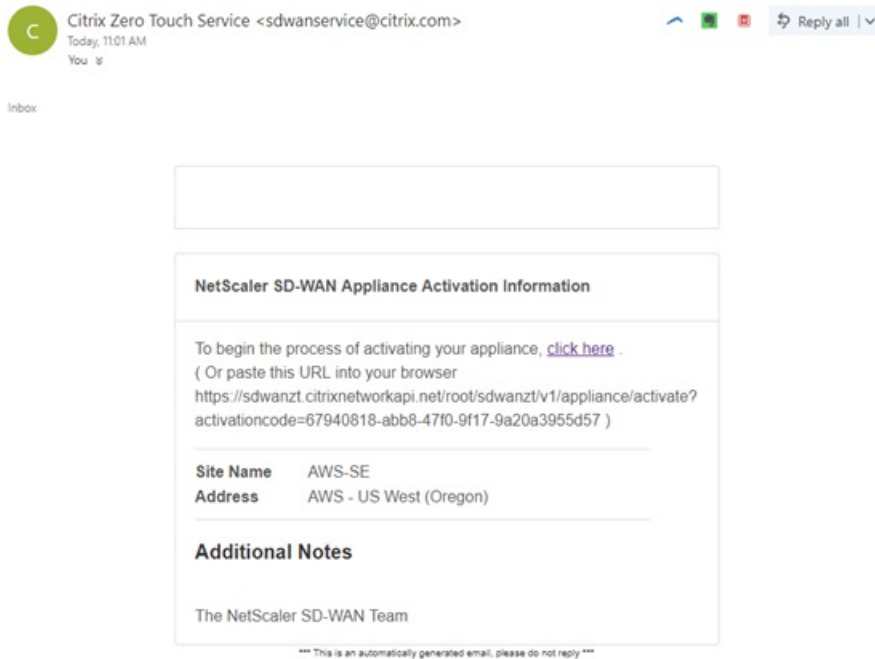 C
Citrix Zero Touch Service <sdwanservice@citrix.com>
Today, 11:01 AM
You
Reply all
Inbox
NetScaler SD-WAN Appliance Activation Information
To begin the process of activating your appliance, click here .
( Or paste this URL into your browser
https://sdwanzt.citrixnetworkapi.net/root/sdwanzt/v1/appliance/activate?
activationcode=67940818-abb8-47f0-9f17-9a20a3955d57 )
Site Name AWS-SE
Address AWS - US West (Oregon)
Additional Notes
The NetScaler SD-WAN Team
*** This is an automatically generated email, please do not reply ***